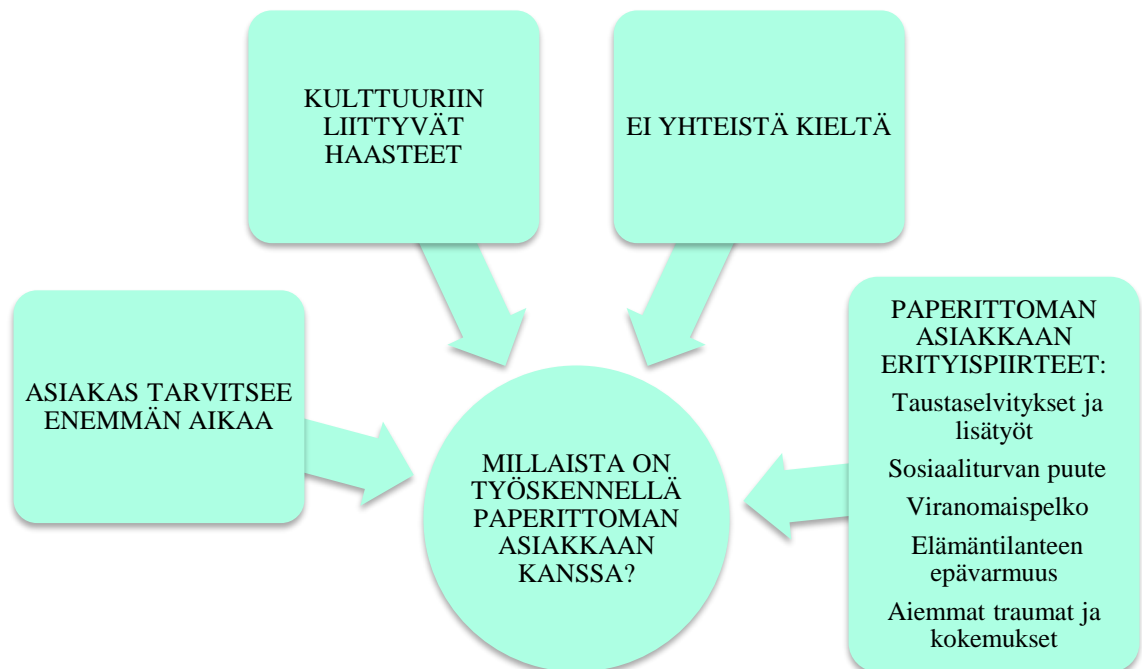 KULTTUURIIN
LIITTYVÄT
HAASTEET
EI YHTEISTÄ KIELTÄ
ASIAKAS TARVITSEE
ENEMMÄN AIKAA
PAPERITTOMAN
ASIAKKAAN
ERITYISPIIRTEET:
Taustaselvitykset ja
lisätyöt
Sosiaaliturvan puute
Viranomaispelko
Elämäntilanteen
epävarmuus
Aiemmat traumat ja
kokemukset
MILLAISTA ON
TYÖSKENNELLÄ
PAPERITTOMAN
ASIAKKAAN
KANSSA?